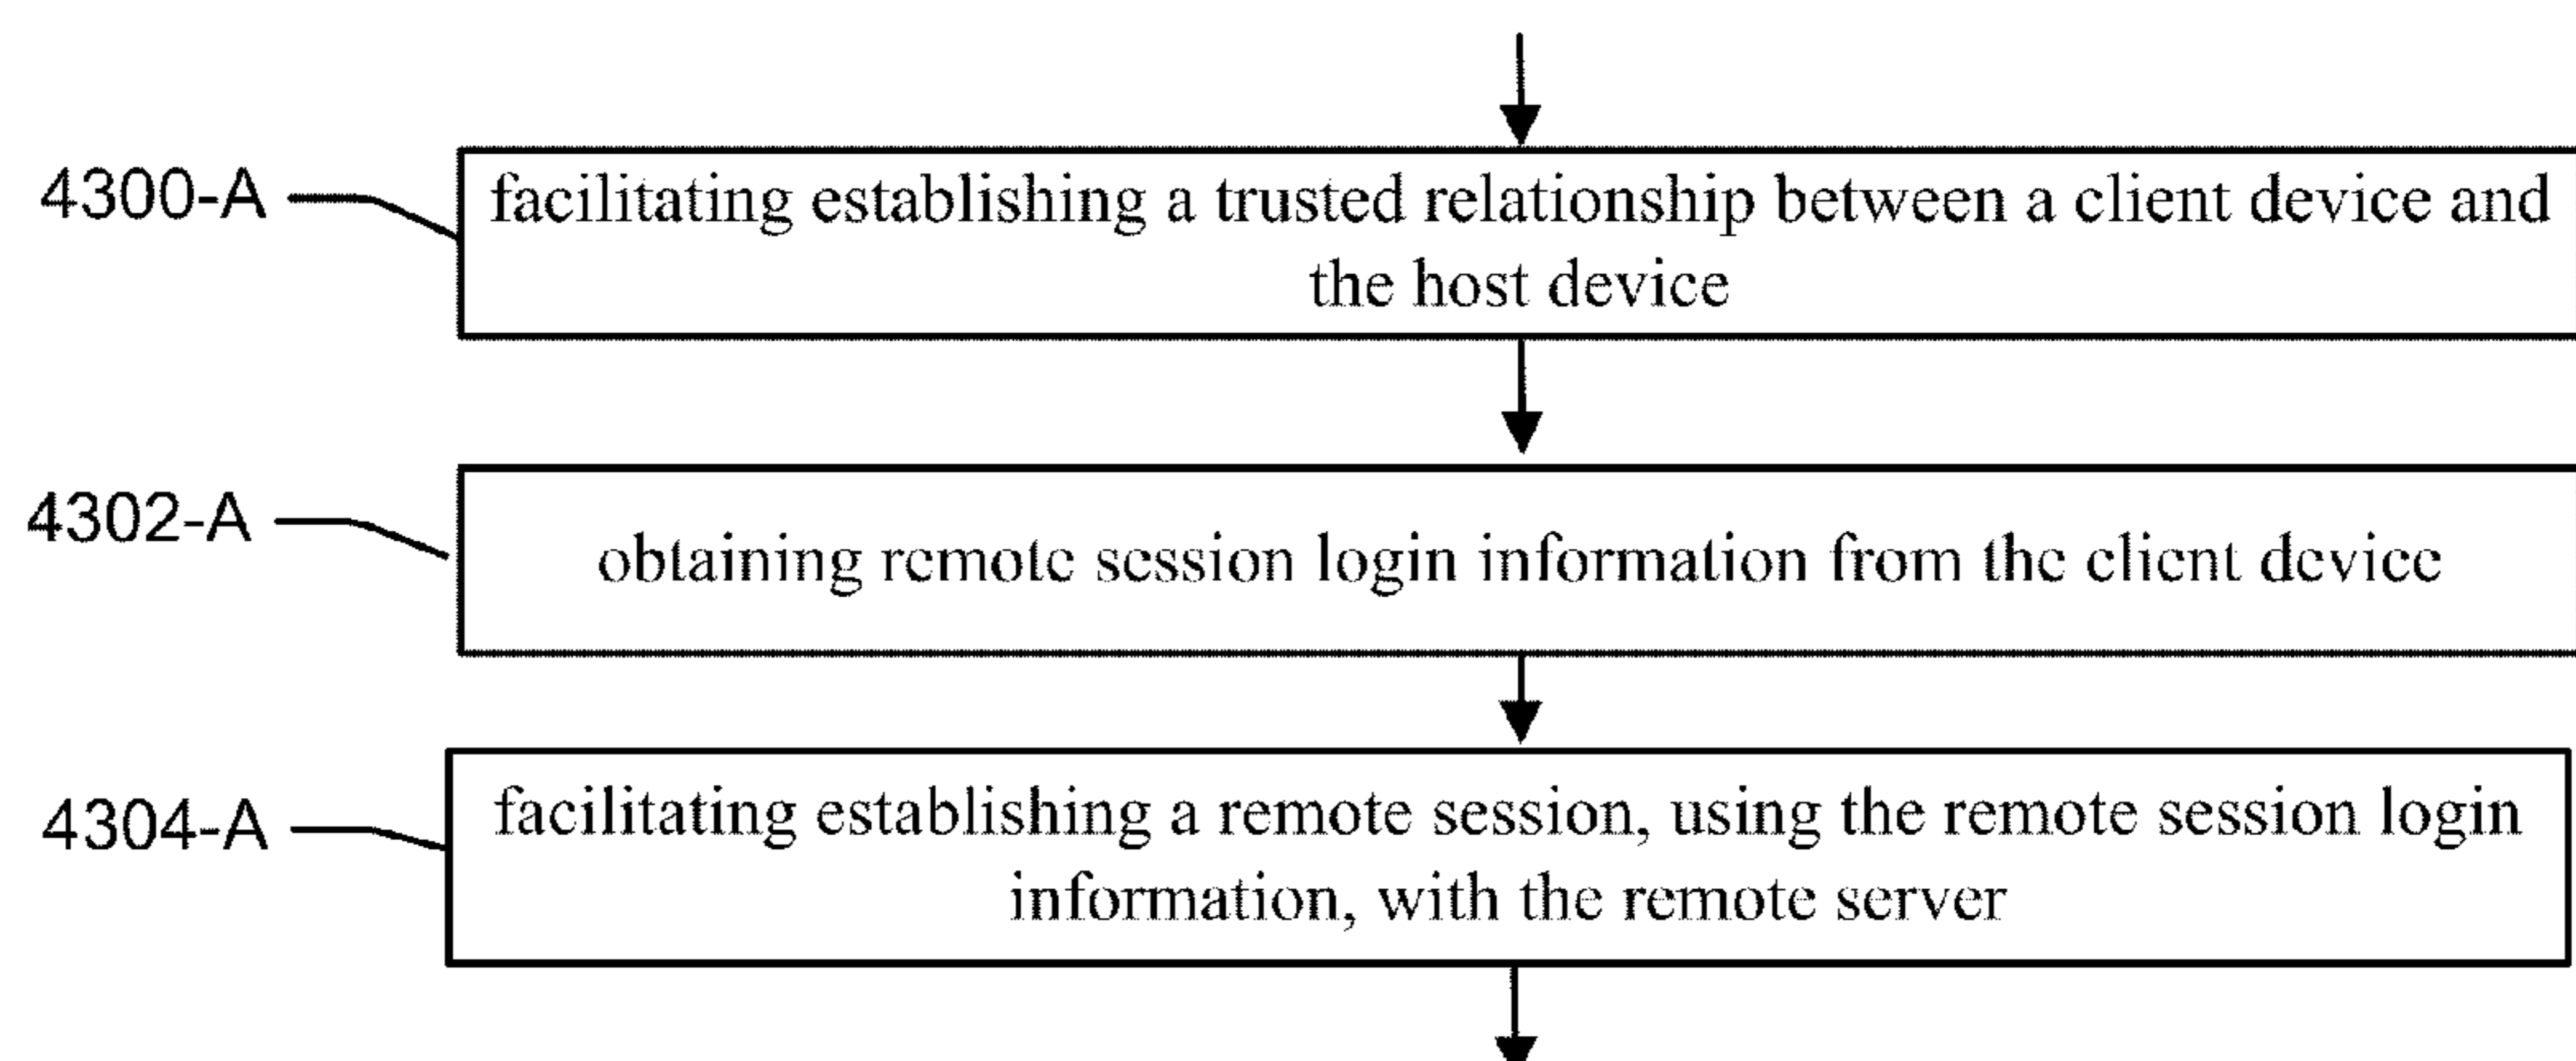 4300-A
facilitating establishing a trusted relationship between a client device and
the host device
4302-A
obtaining remote session login information from the client device
4304-A
facilitating establishing a remote session, using the remote session login
information, with the remote server